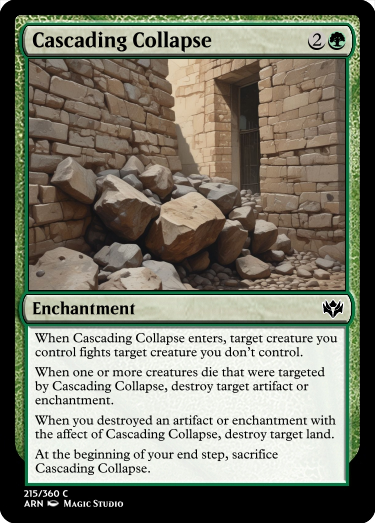 Cascading Collapse 2
Enchantment
When Cascading Collapse enters, target creature you
control fights target creature you don't control.
When one or more creatures die that were targeted
by Cascading Collapse, destroy target artifact or
enchantment.
When you destroyed an artifact or enchantment with
the affect of Cascading Collapse, destroy target land.
At the beginning of your end step, sacrifice
Cascading Collapse.
215/360 C
ARN Magic Studio